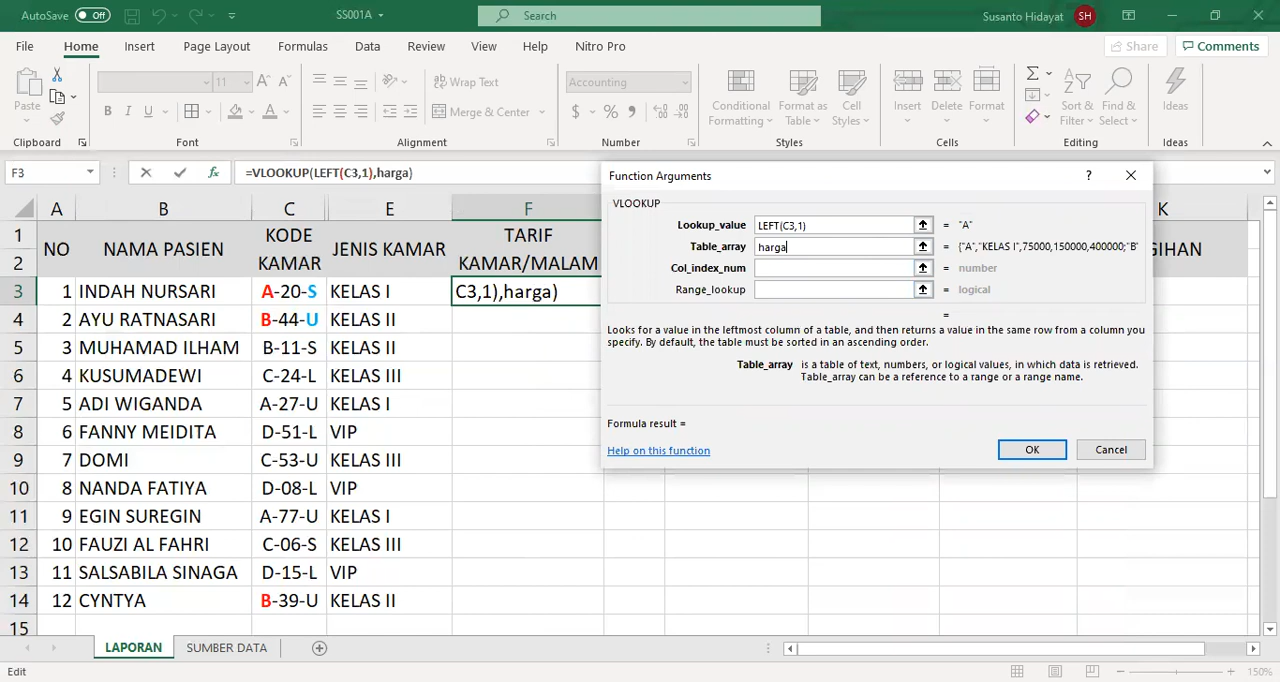 AutoSave Off SS001A Search Susanto Hidayat SH
File Home Insert Page Layout Formulas Data Review View Help Nitro Pro Share Comments
Paste 11 Wrap Text Merge & Center Accounting Conditional Formatting Format as Table Cell Styles Insert Delete Format Sort & Filter Find & Select Ideas
Clipboard Font Alignment Number Styles Cells Editing Ideas
F3 =VLOOKUP(LEFT(C3,1),harga)
Function Arguments
VLOOKUP
Lookup_value LEFT(C3,1) = "A"
Table_array harga = {"A","KELAS I",75000,150000,400000;"B"
Col_index_num = number
Range_lookup = logical
=
Looks for a value in the leftmost column of a table, and then returns a value in the same row from a column you
specify. By default, the table must be sorted in an ascending order.
Table_array is a table of text, numbers, or logical values, in which data is retrieved.
Table_array can be a reference to a range or a range name.
Formula result =
Help on this function OK Cancel
A B C E F K
1 2 NO NAMA PASIEN KODE KAMAR JENIS KAMAR TARIF KAMAR/MALAM GIHAN
3 1 INDAH NURSARI A-20-S KELAS I C3,1),harga)
4 2 AYU RATNASARI B-44-U KELAS II
5 3 MUHAMAD ILHAM B-11-S KELAS II
6 4 KUSUMADEWI C-24-L KELAS III
7 5 ADI WIGANDA A-27-U KELAS I
8 6 FANNY MEIDITA D-51-L VIP
9 7 DOMI C-53-U KELAS III
10 8 NANDA FATIYA D-08-L VIP
11 9 EGIN SUREGIN A-77-U KELAS I
12 10 FAUZI AL FAHRI C-06-S KELAS III
13 11 SALSABILA SINAGA D-15-L VIP
14 12 CYNTYA B-39-U KELAS II
15
LAPORAN SUMBER DATA
Edit 150%